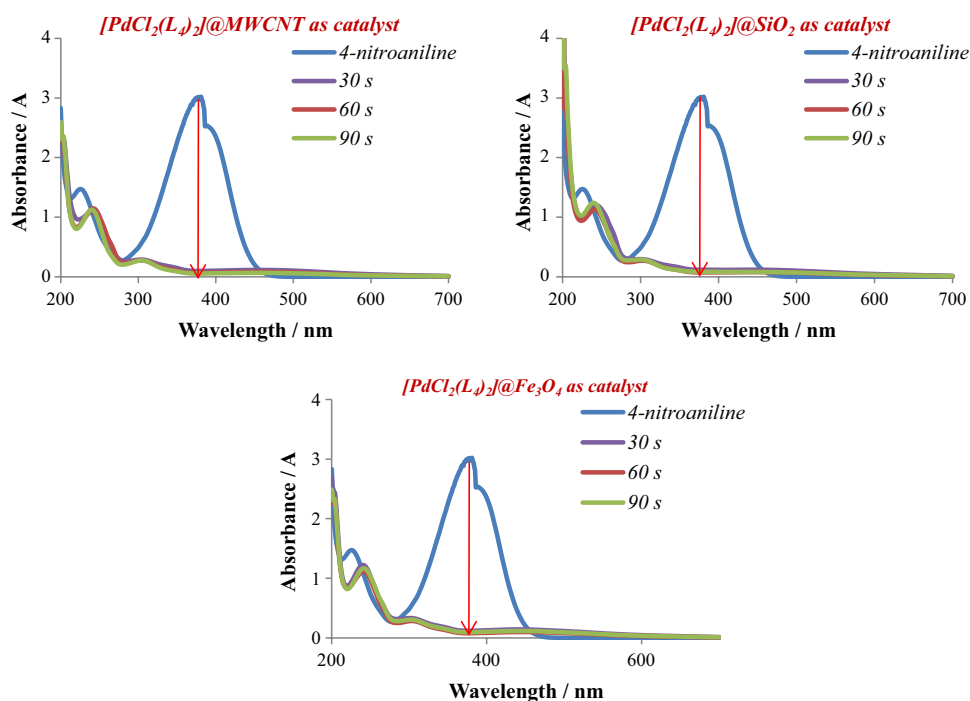 [PdCl₂(L₄)₂]@MWCNT as catalyst
4-nitroaniline
30 s
60 s
90 s
4
3
2
1
0
Absorbance / A
200 300 400 500 600 700
Wavelength / nm
[PdCl₂(L₄)₂]@SiO₂ as catalyst
4-nitroaniline
30 s
60 s
90 s
4
3
2
1
0
Absorbance / A
200 300 400 500 600 700
Wavelength / nm
[PdCl₂(L₄)₂]@Fe₃O₄ as catalyst
4-nitroaniline
30 s
60 s
90 s
4
3
2
1
0
Absorbance / A
200 400 600
Wavelength / nm